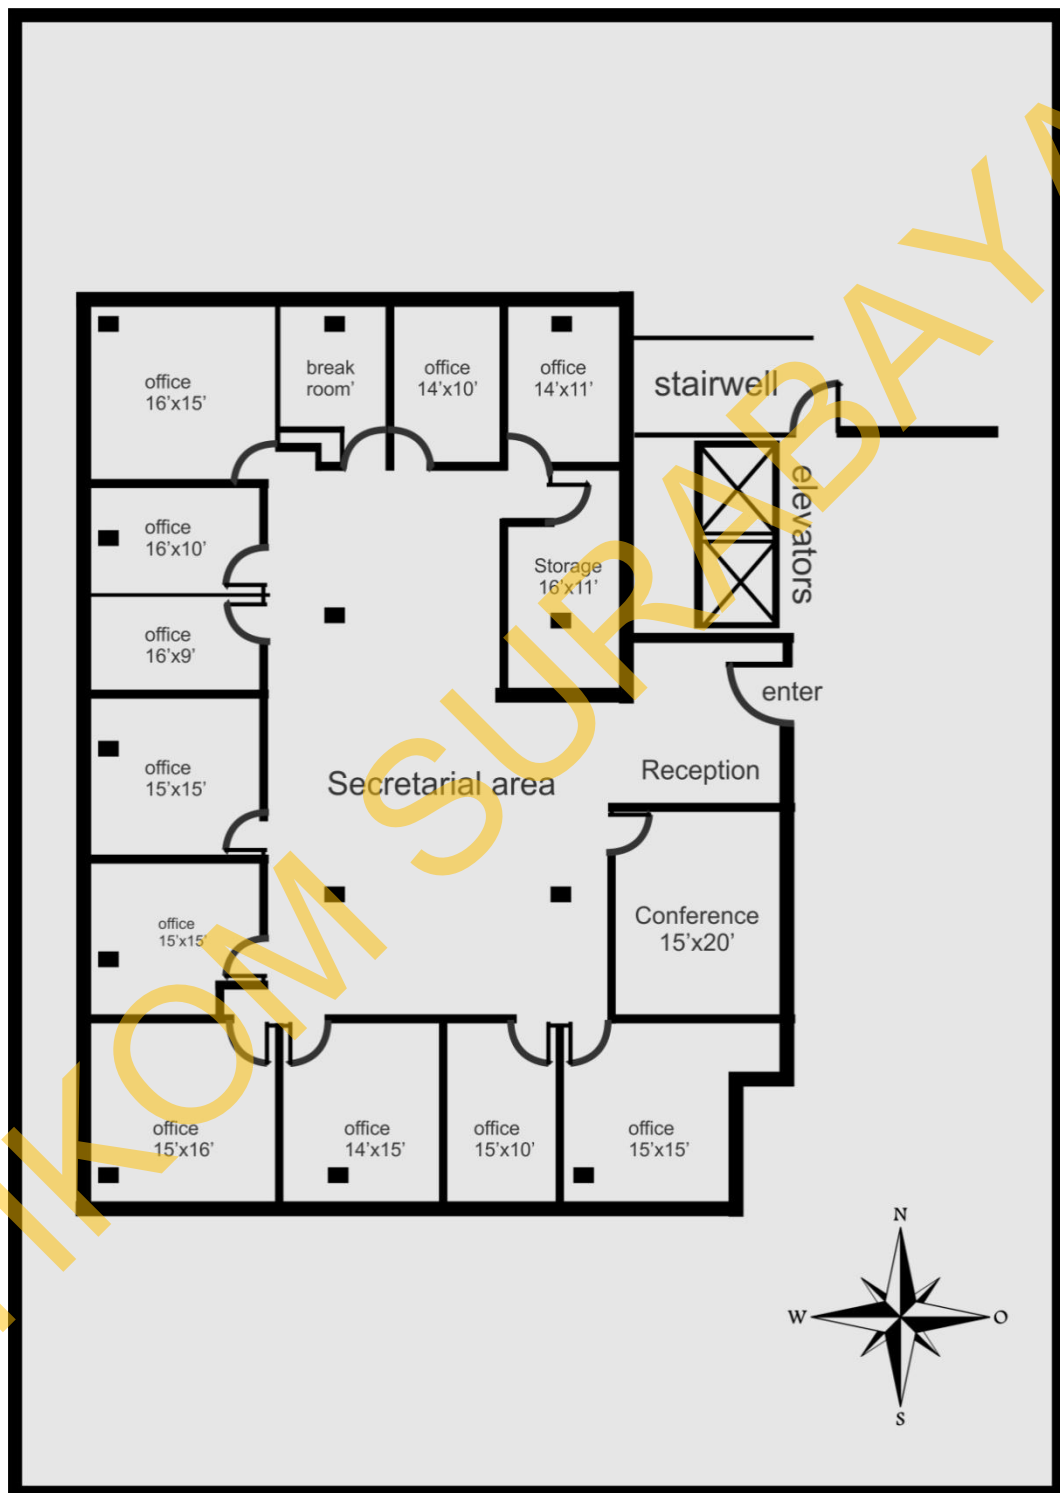 office
16'x15'
break
room'
office
14'x10'
office
14'x11'
stairwell
elevators
office
16'x10'
Storage
16'x11'
office
16'x9'
enter
office
15'x15'
Secretarial area
Reception
office
15'x15'
Conference
15'x20'
office
15'x16'
office
14'x15'
office
15'x10'
office
15'x15'
N
W
O
S
IKOM SURABAYA